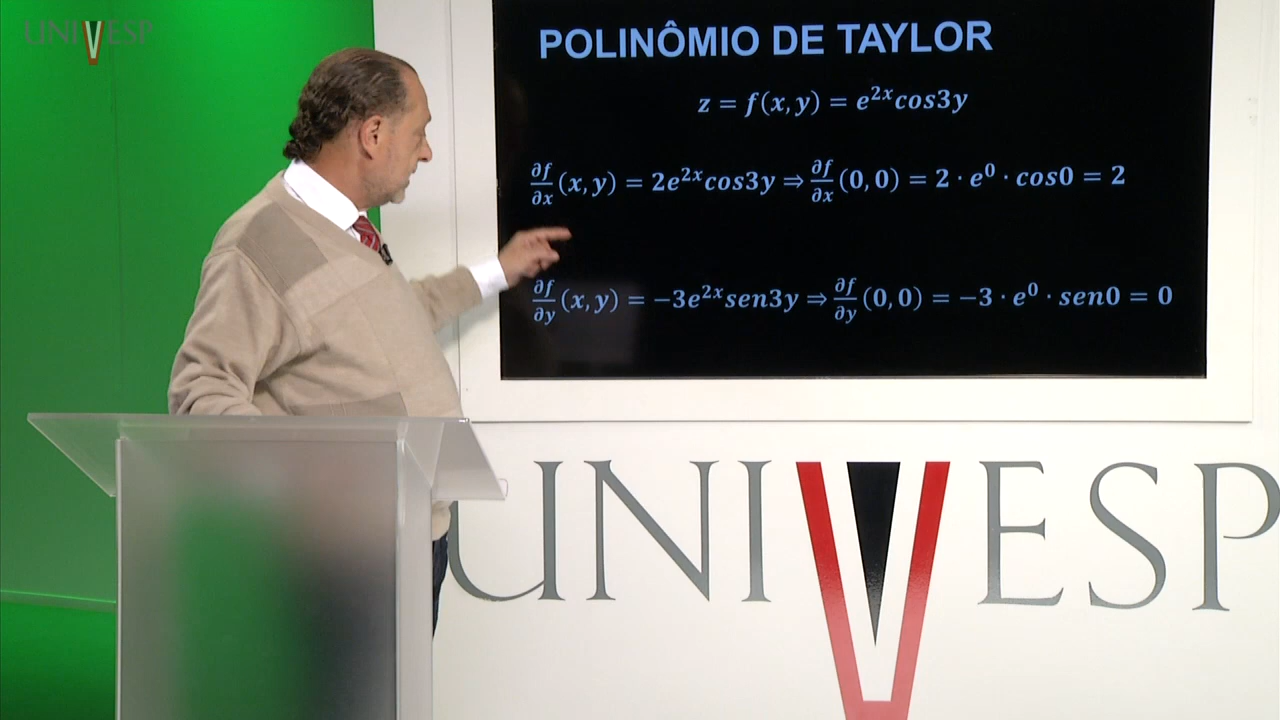 UNIVESP
POLINÔMIO DE TAYLOR
z = f(x, y) = e^{2x}cos3y
∂f/∂x (x, y) = 2e^{2x}cos3y ⇒ ∂f/∂x (0, 0) = 2 · e^0 · cos0 = 2
∂f/∂y (x, y) = −3e^{2x}sen3y ⇒ ∂f/∂y (0, 0) = −3 · e^0 · sen0 = 0
UNIVESP